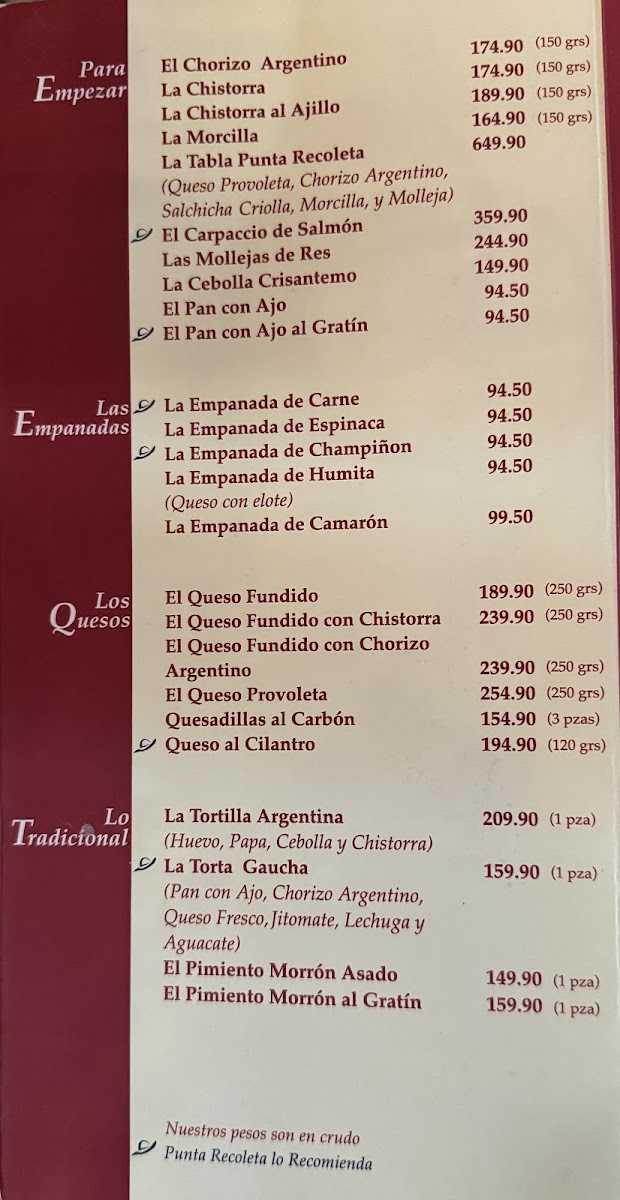 Para Empezar
El Chorizo Argentino 174.90 (150 grs)
La Chistorra 174.90 (150 grs)
La Chistorra al Ajillo 189.90 (150 grs)
La Morcilla 164.90 (150 grs)
La Tabla Punta Recoleta 649.90
(Queso Provoleta, Chorizo Argentino,
Salchicha Criolla, Morcilla, y Molleja)
El Carpaccio de Salmón 359.90
Las Mollejas de Res 244.90
La Cebolla Crisantemo 149.90
El Pan con Ajo 94.50
El Pan con Ajo al Gratín 94.50
Las Empanadas
La Empanada de Carne 94.50
La Empanada de Espinaca 94.50
La Empanada de Champiñon 94.50
La Empanada de Humita 94.50
(Queso con elote)
La Empanada de Camarón 99.50
Los Quesos
El Queso Fundido 189.90 (250 grs)
El Queso Fundido con Chistorra 239.90 (250 grs)
El Queso Fundido con Chorizo
Argentino 239.90 (250 grs)
El Queso Provoleta 254.90 (250 grs)
Quesadillas al Carbón 154.90 (3 pzas)
Queso al Cilantro 194.90 (120 grs)
Lo Tradicional
La Tortilla Argentina 209.90 (1 pza)
(Huevo, Papa, Cebolla y Chistorra)
La Torta Gaucha 159.90 (1 pza)
(Pan con Ajo, Chorizo Argentino,
Queso Fresco, Jitomate, Lechuga y
Aguacate)
El Pimiento Morrón Asado 149.90 (1 pza)
El Pimiento Morrón al Gratín 159.90 (1 pza)
Nuestros pesos son en crudo
Punta Recoleta lo Recomienda